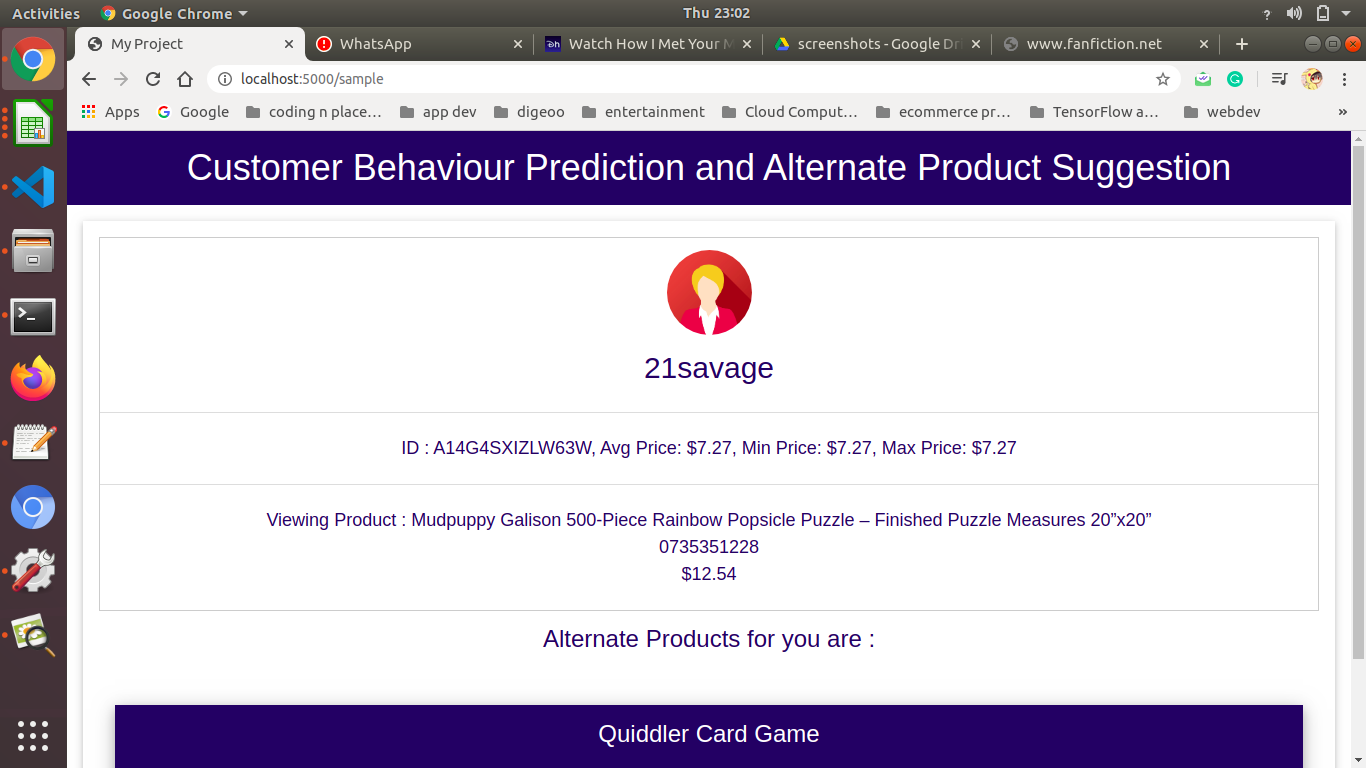 Activities Google Chrome Thu 23:02 ?
My Project WhatsApp Watch How I Met Your M screenshots - Google Dri www.fanfiction.net
localhost:5000/sample
Apps Google coding n place... app dev digeoo entertainment Cloud Comput... ecommerce pr... TensorFlow a... webdev »
Customer Behaviour Prediction and Alternate Product Suggestion
21savage
ID : A14G4SXIZLW63W, Avg Price: $7.27, Min Price: $7.27, Max Price: $7.27
Viewing Product : Mudpuppy Galison 500-Piece Rainbow Popsicle Puzzle – Finished Puzzle Measures 20”x20”
0735351228
$12.54
Alternate Products for you are :
Quiddler Card Game